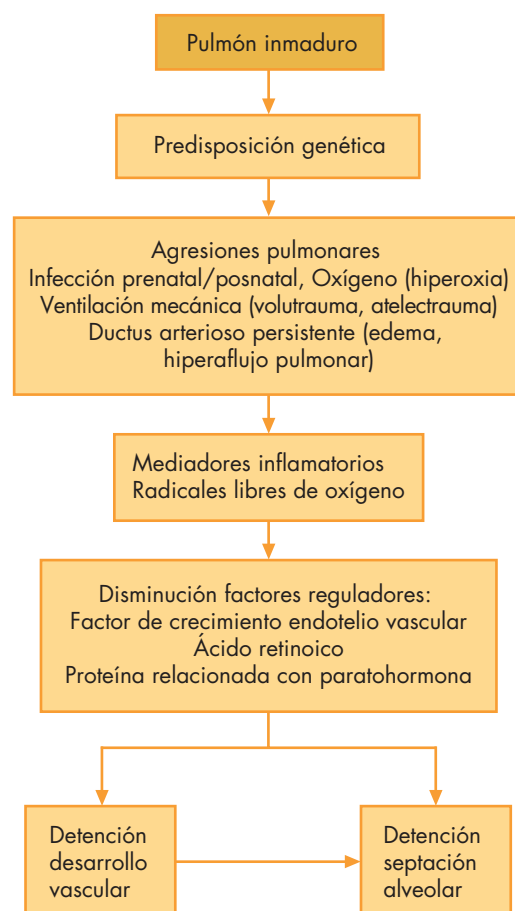 Pulmón inmaduro
Predisposición genética
Agresiones pulmonares
Infección prenatal/posnatal, Oxígeno (hiperoxia)
Ventilación mecánica (volutrauma, atelectrauma)
Ductus arterioso persistente (edema,
hiperaflujo pulmonar)
Mediadores inflamatorios
Radicales libres de oxígeno
Disminución factores reguladores:
Factor de crecimiento endotelio vascular
Ácido retinoico
Proteína relacionada con paratohormona
Detención
desarrollo
vascular
Detención
septación
alveolar